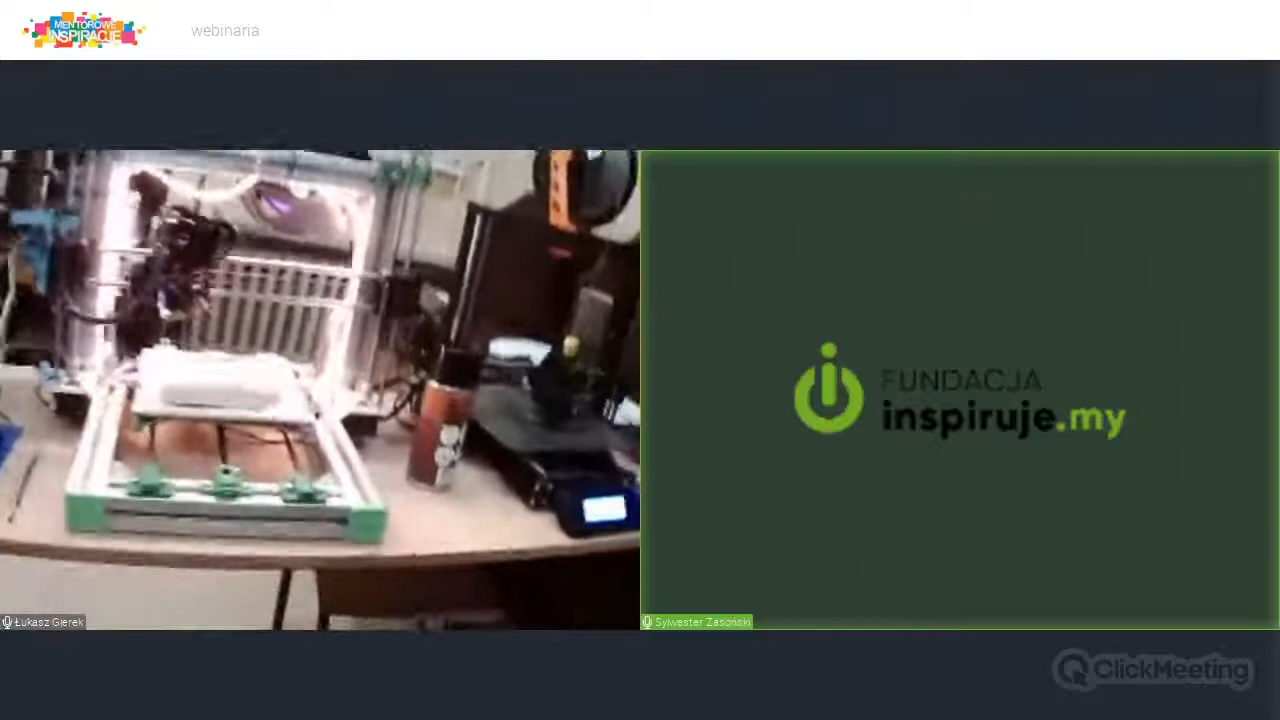 MENTOROWE
INSPIRACJE
webinaria
FUNDACJA
inspiruje.my
Łukasz Gierek
Sylwester Zasoński
ClickMeeting